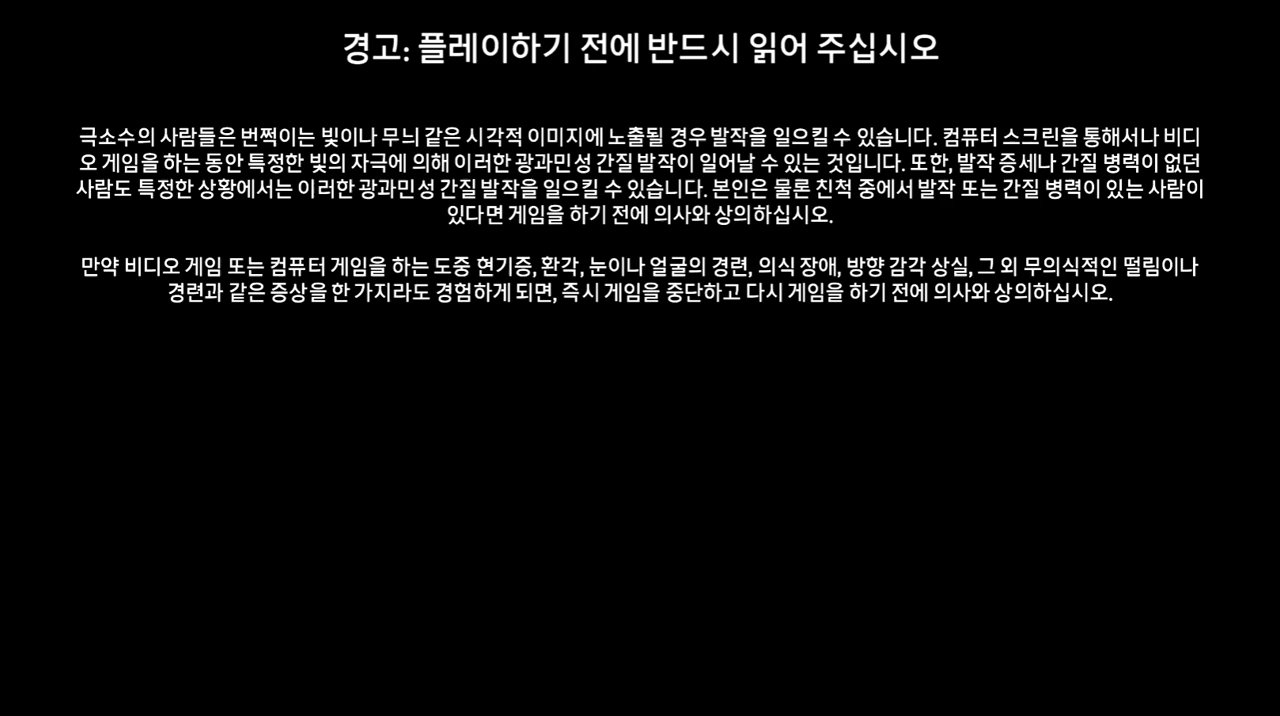 경고: 플레이하기 전에 반드시 읽어 주십시오
극소수의 사람들은 번쩍이는 빛이나 무늬 같은 시각적 이미지에 노출될 경우 발작을 일으킬 수 있습니다. 컴퓨터 스크린을 통해서나 비디
오 게임을 하는 동안 특정한 빛의 자극에 의해 이러한 광과민성 간질 발작이 일어날 수 있는 것입니다. 또한, 발작 증세나 간질 병력이 없던
사람도 특정한 상황에서는 이러한 광과민성 간질 발작을 일으킬 수 있습니다. 본인은 물론 친척 중에서 발작 또는 간질 병력이 있는 사람이
있다면 게임을 하기 전에 의사와 상의하십시오.
만약 비디오 게임 또는 컴퓨터 게임을 하는 도중 현기증, 환각, 눈이나 얼굴의 경련, 의식 장애, 방향 감각 상실, 그 외 무의식적인 떨림이나
경련과 같은 증상을 한 가지라도 경험하게 되면, 즉시 게임을 중단하고 다시 게임을 하기 전에 의사와 상의하십시오.